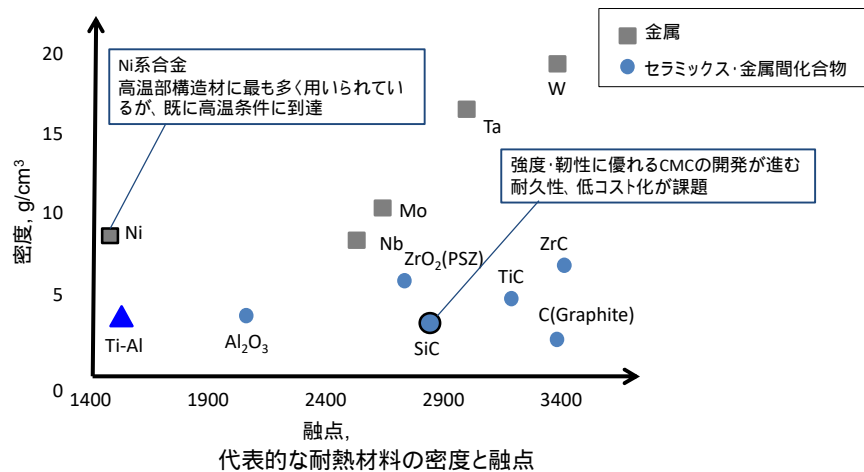 20
15
10
5
0
密度, g/cm³
1400
1900
2400
2900
3400
融点,
Ni系合金
高温部構造材に最も多く用いられてい
るが、既に高温条件に到達
金属
セラミックス・金属間化合物
強度・靭性に優れるCMCの開発が進む
耐久性、低コスト化が課題
W
Ta
Mo
Nb
Ni
ZrO₂(PSZ)
ZrC
TiC
C(Graphite)
SiC
Al₂O₃
Ti-Al
代表的な耐熱材料の密度と融点